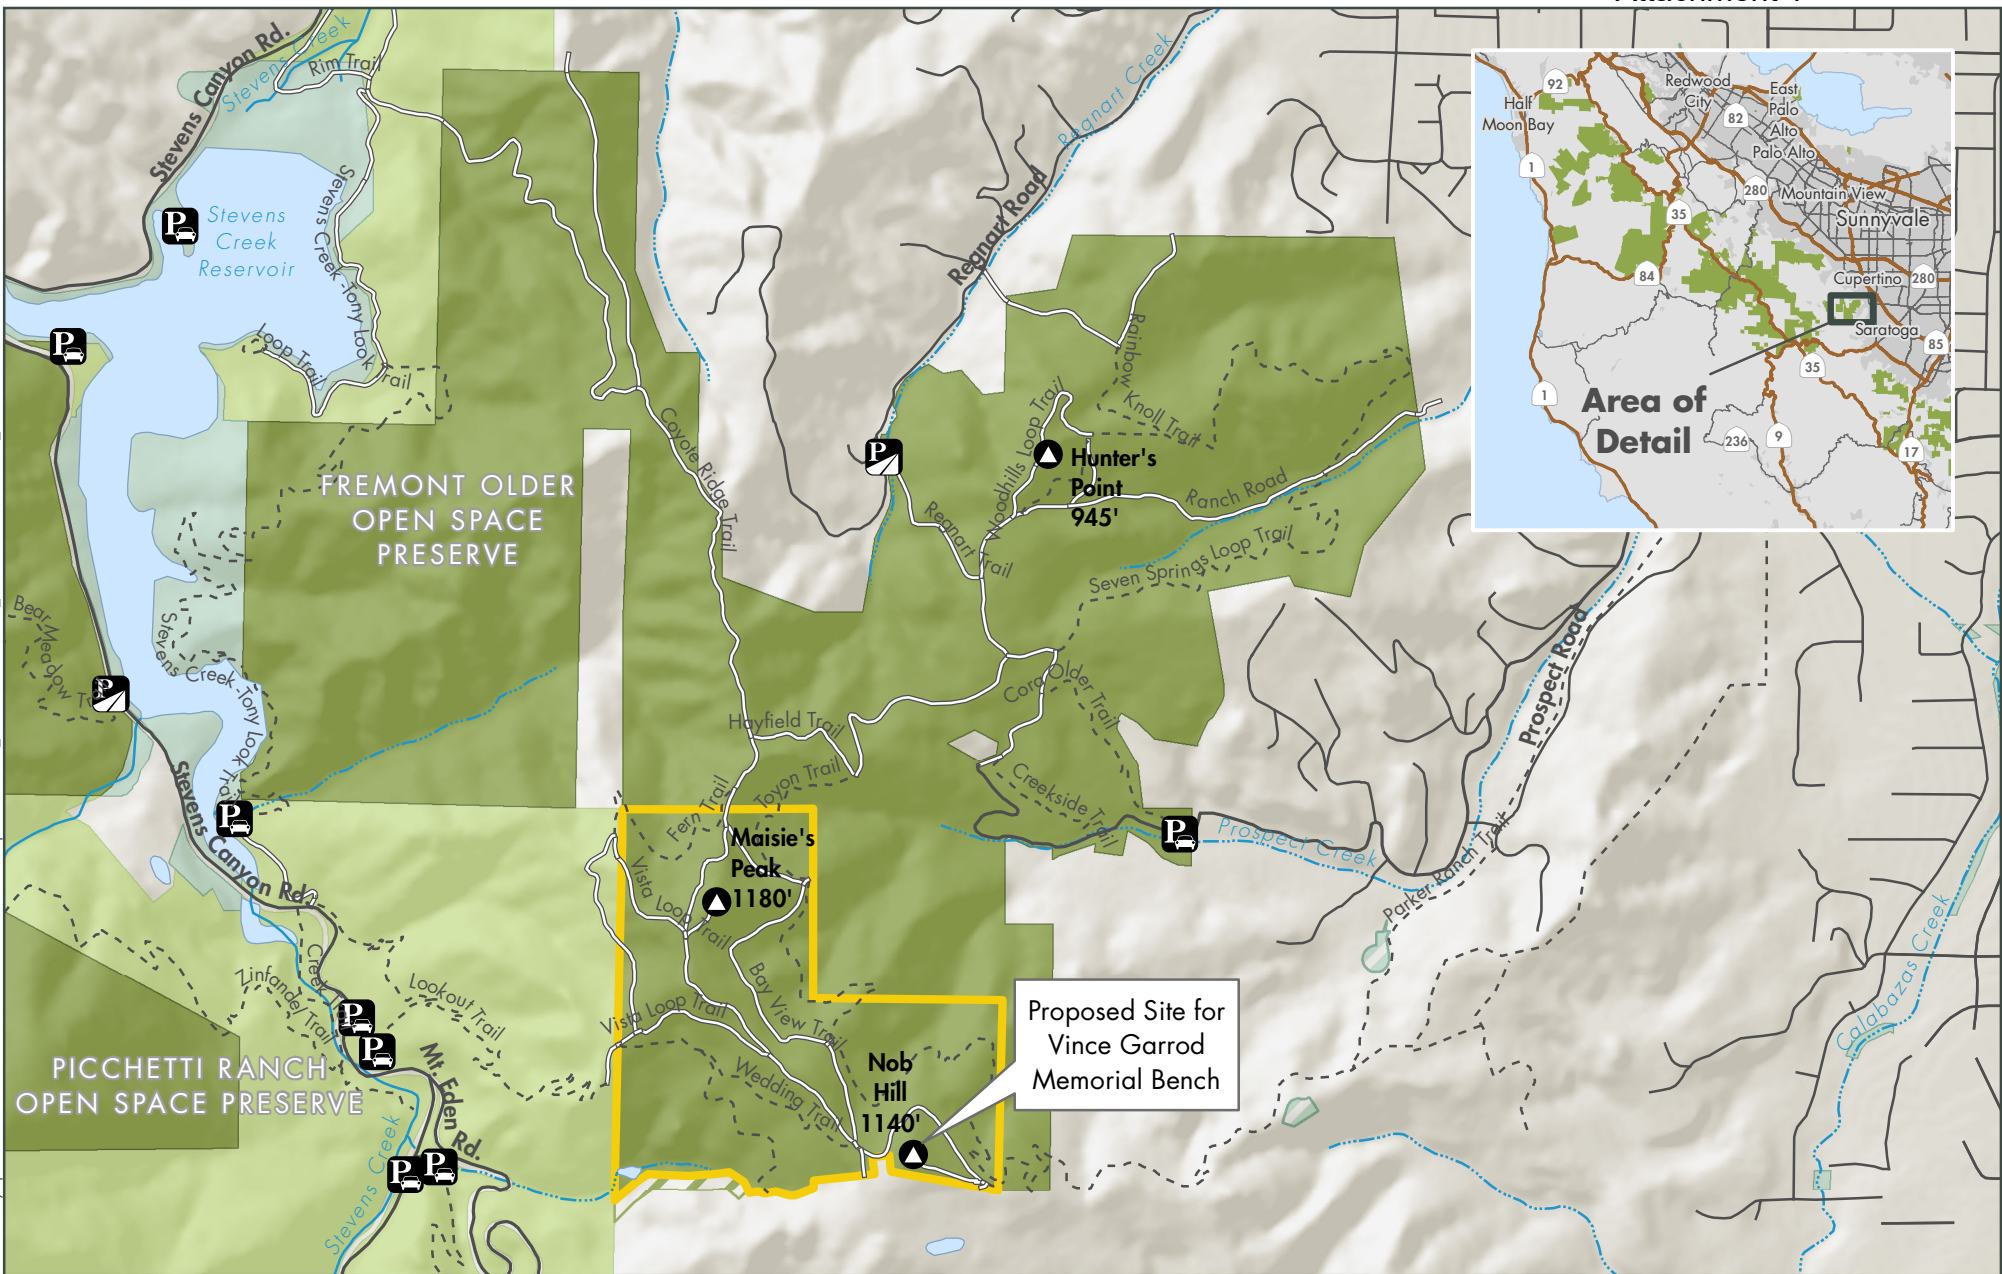 Stevens Canyon Rd.
Stevens Creek
Rim Trail
Stevens
Creek
Reservoir
Stevens Creek-Tony Look Trail
Loop Trail
FREMONT OLDER
OPEN SPACE
PRESERVE
Coyote Ridge Trail
Regnart Creek
Regnart Road
Rainbow Knoll Trail
Woodhills Loop Trail
Hunter's
Point
945'
Ranch Road
Regnart Trail
Seven Springs Loop Trail
Cora Older Trail
Hayfield Trail
Toyon Trail
Fern Trail
Creekside Trail
Prospect Creek
Prospect Road
Parker Ranch Trail
Calabazas Creek
Bear Meadow
Stevens Creek-Tony Look Trail
Stevens Canyon Rd.
Maisie's
Peak
1180'
Vista Loop Trail
Vista Loop Trail
Bay View Trail
Wedding Trail
Nob
Hill
1140'
Proposed Site for
Vince Garrod
Memorial Bench
Zinfandel Trail
Creek
Lookout Trail
Mt. Eden Rd.
PICCHETTI RANCH
OPEN SPACE PRESERVE
Stevens Creek
P
P
P
P
P
P
P
P
P
P
92
Half
Moon Bay
Redwood
City
East
Palo
Alto
82
Palo Alto
1
280
Mountain View
35
Sunnyvale
84
Cupertino
280
Saratoga
85
35
1
Area of
Detail
236
9
17